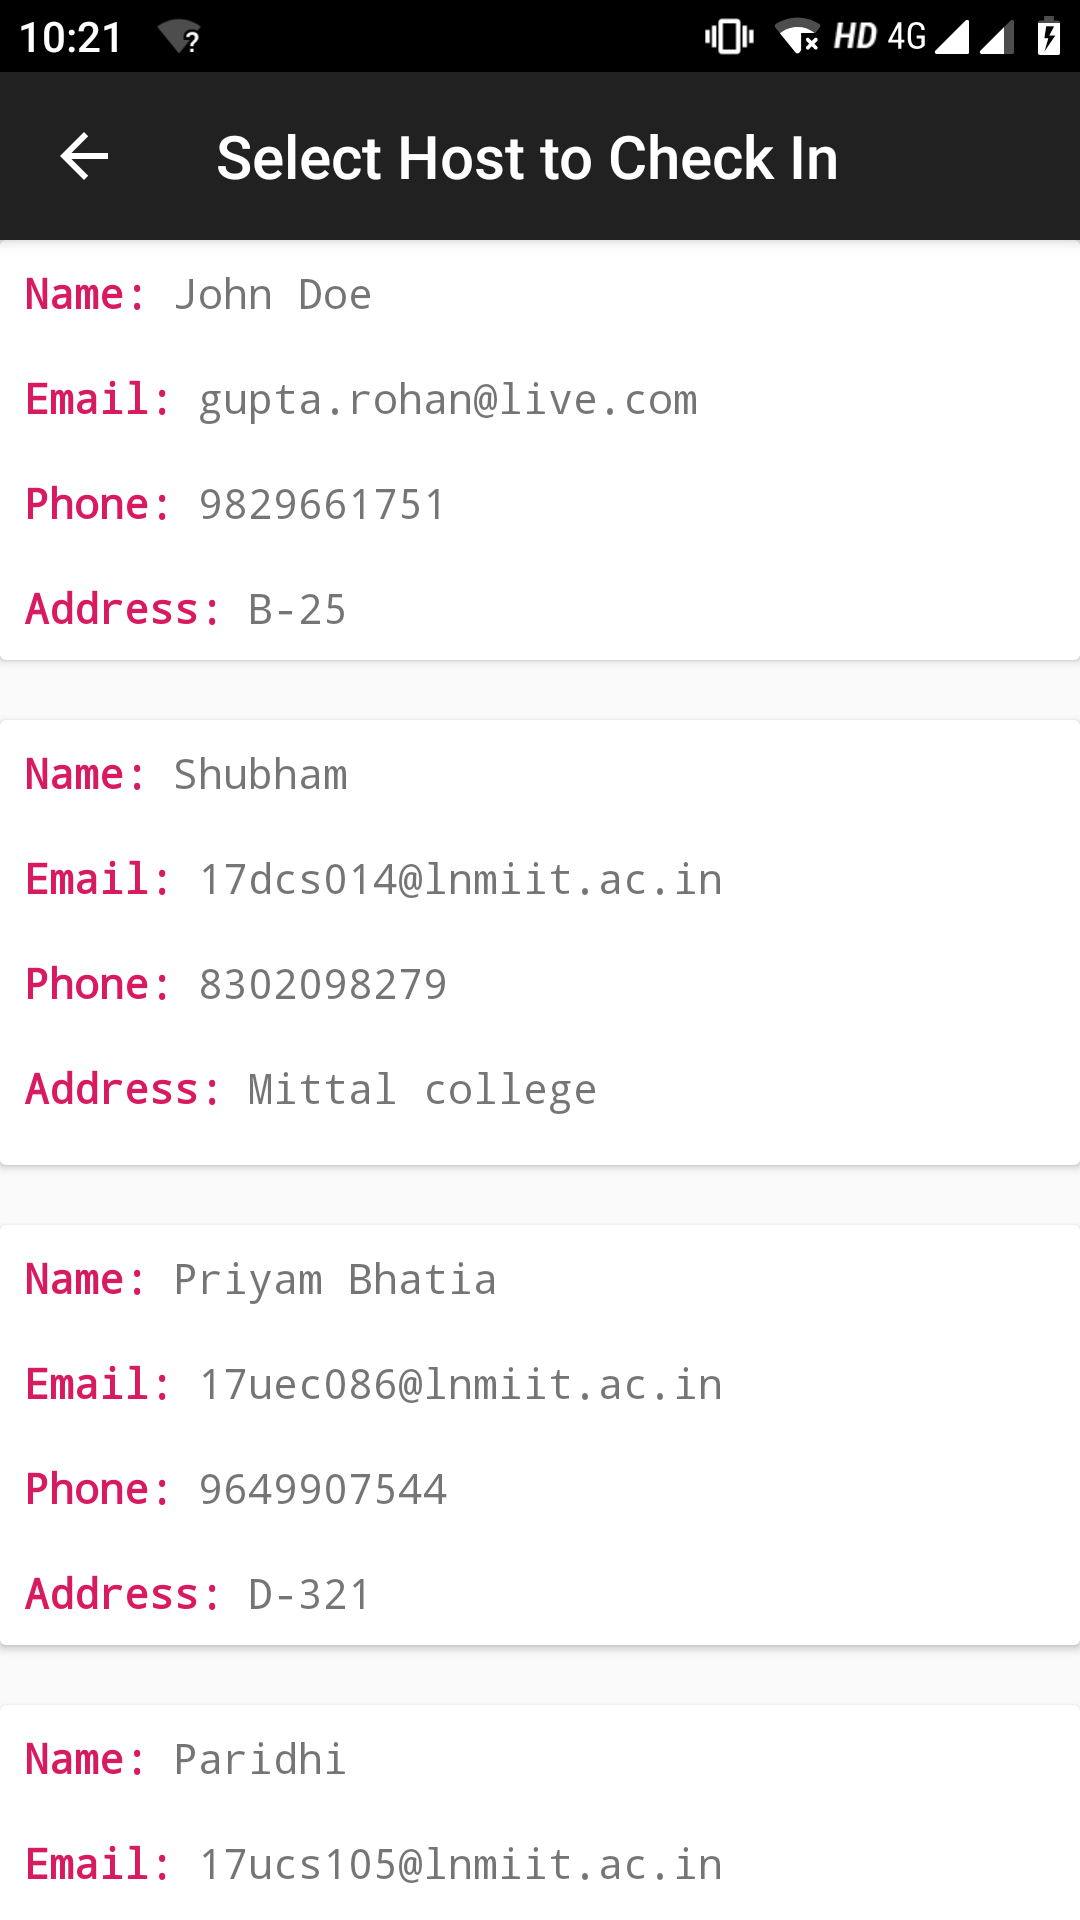 10:21 ? HD 4G
Select Host to Check In
Name: John Doe
Email: gupta.rohan@live.com
Phone: 9829661751
Address: B-25
Name: Shubham
Email: 17dcs014@lnmiit.ac.in
Phone: 8302098279
Address: Mittal college
Name: Priyam Bhatia
Email: 17uec086@lnmiit.ac.in
Phone: 9649907544
Address: D-321
Name: Paridhi
Email: 17ucs105@lnmiit.ac.in